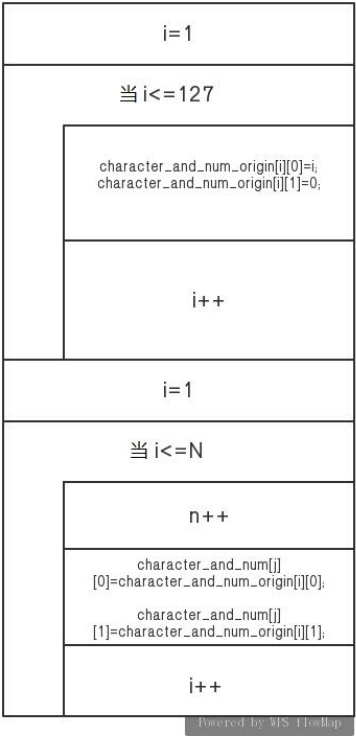 i=1
当 i<=127
character_and_num_origin[i][0]=i;
character_and_num_origin[i][1]=0;
i++
i=1
当 i<=N
n++
character_and_num[j]
[0]=character_and_num_origin[i][0];
character_and_num[j]
[1]=character_and_num_origin[i][1];
i++
Powered by WPS flowMap